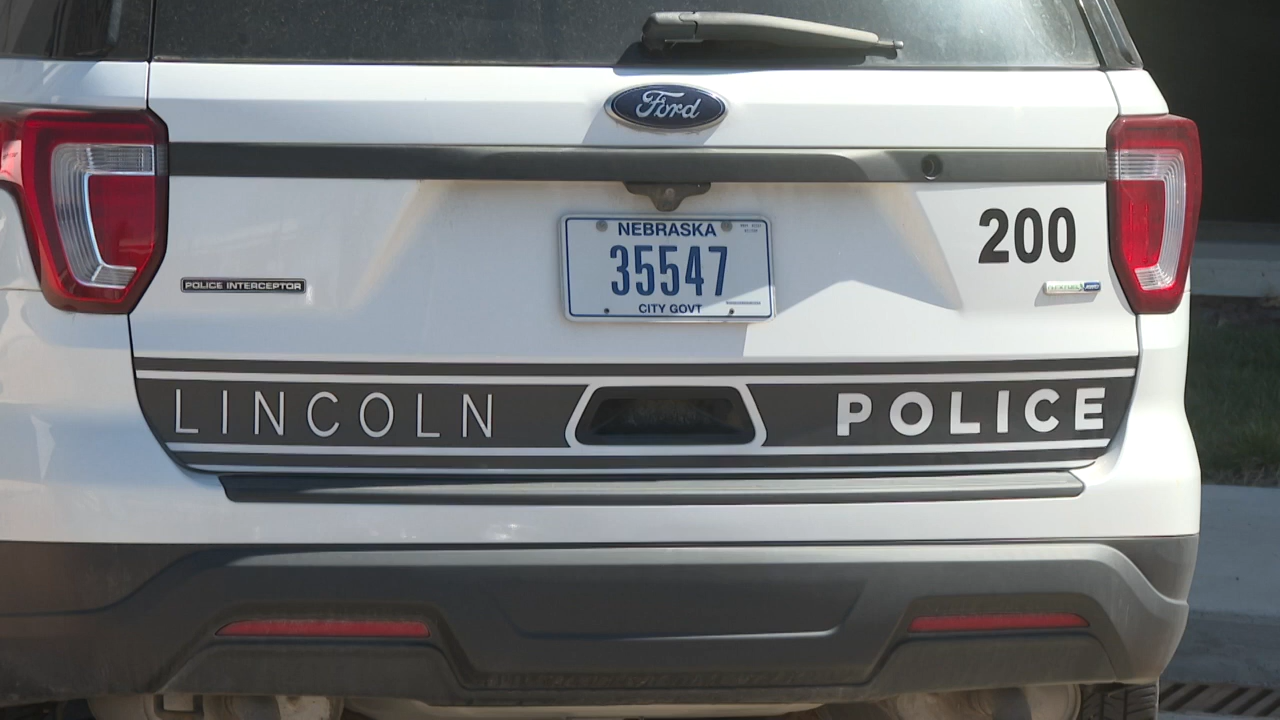 Ford
NEBRASKA
35547
CITY GOVT
200
POLICE INTERCEPTOR
LINCOLN POLICE